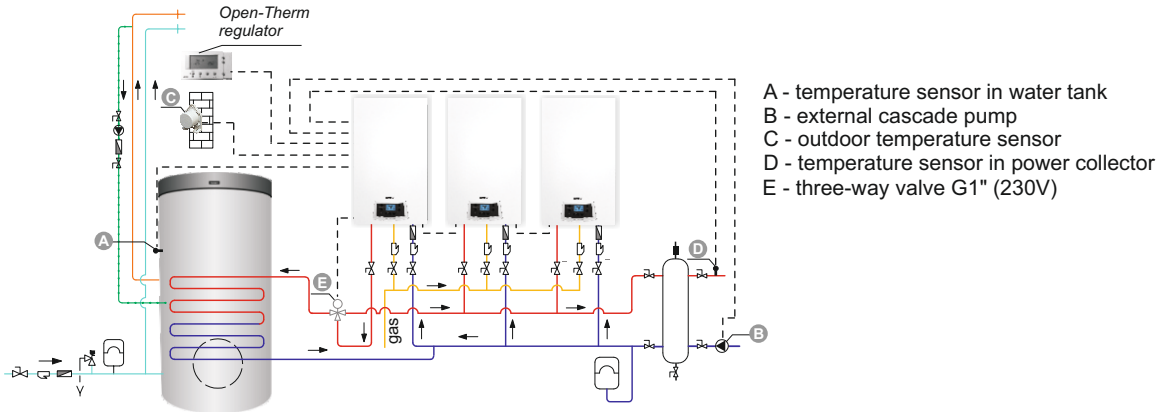 Open-Therm
regulator
C
A
E
gas
D
B
A - temperature sensor in water tank
B - external cascade pump
C - outdoor temperature sensor
D - temperature sensor in power collector
E - three-way valve G1" (230V)